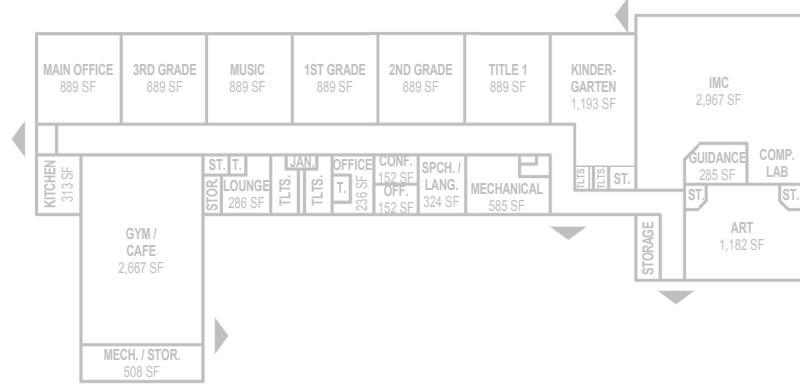 MAIN OFFICE
889 SF
3RD GRADE
889 SF
MUSIC
889 SF
1ST GRADE
889 SF
2ND GRADE
889 SF
TITLE 1
889 SF
KINDER-
GARTEN
1,193 SF
IMC
2,967 SF
KITCHEN
313 SF
ST.
T.
STOR.
LOUNGE
286 SF
TLTS.
JAN.
TLTS.
OFFICE
236 SF
T.
CONF.
152 SF
OFF.
152 SF
SPCH. /
LANG.
324 SF
MECHANICAL
585 SF
TLTS
TLTS
ST.
GUIDANCE
285 SF
COMP.
LAB
ST.
ST.
ART
1,182 SF
STORAGE
GYM /
CAFE
2,667 SF
MECH. / STOR.
508 SF